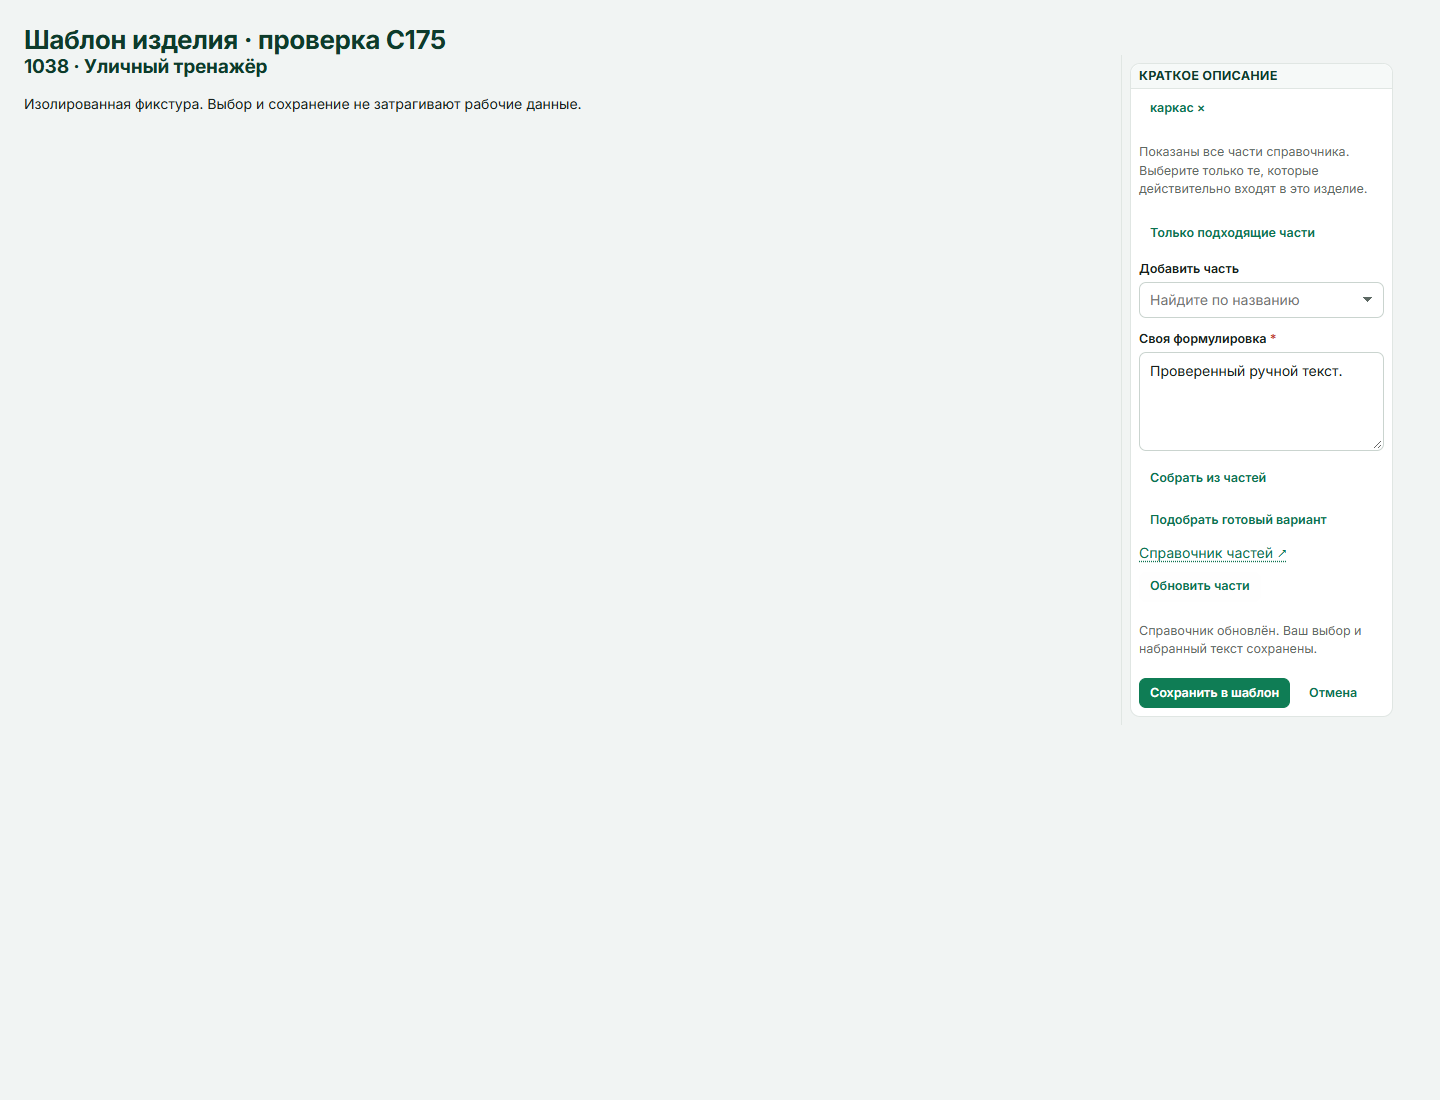 Шаблон изделия · проверка C175
1038 · Уличный тренажёр
Изолированная фикстура. Выбор и сохранение не затрагивают рабочие данные.
КРАТКОЕ ОПИСАНИЕ
каркас ×
Показаны все части справочника.
Выберите только те, которые
действительно входят в это изделие.
Только подходящие части
Добавить часть
Найдите по названию
Своя формулировка *
Проверенный ручной текст.
Собрать из частей
Подобрать готовый вариант
Справочник частей ↗
Обновить части
Справочник обновлён. Ваш выбор и
набранный текст сохранены.
Сохранить в шаблон
Отмена